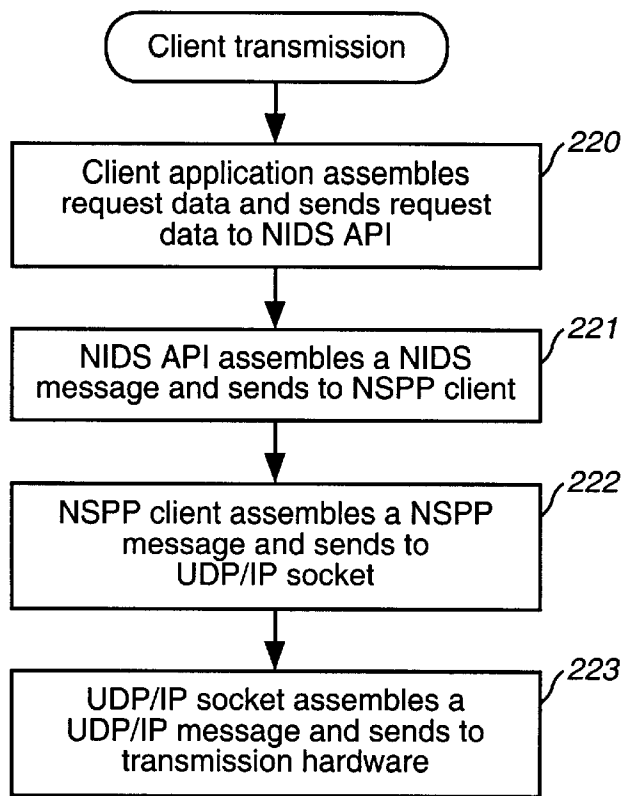 Client transmission
220
Client application assembles
request data and sends request
data to NIDS API
221
NIDS API assembles a NIDS
message and sends to NSPP client
222
NSPP client assembles a NSPP
message and sends to
UDP/IP socket
223
UDP/IP socket assembles a
UDP/IP message and sends to
transmission hardware